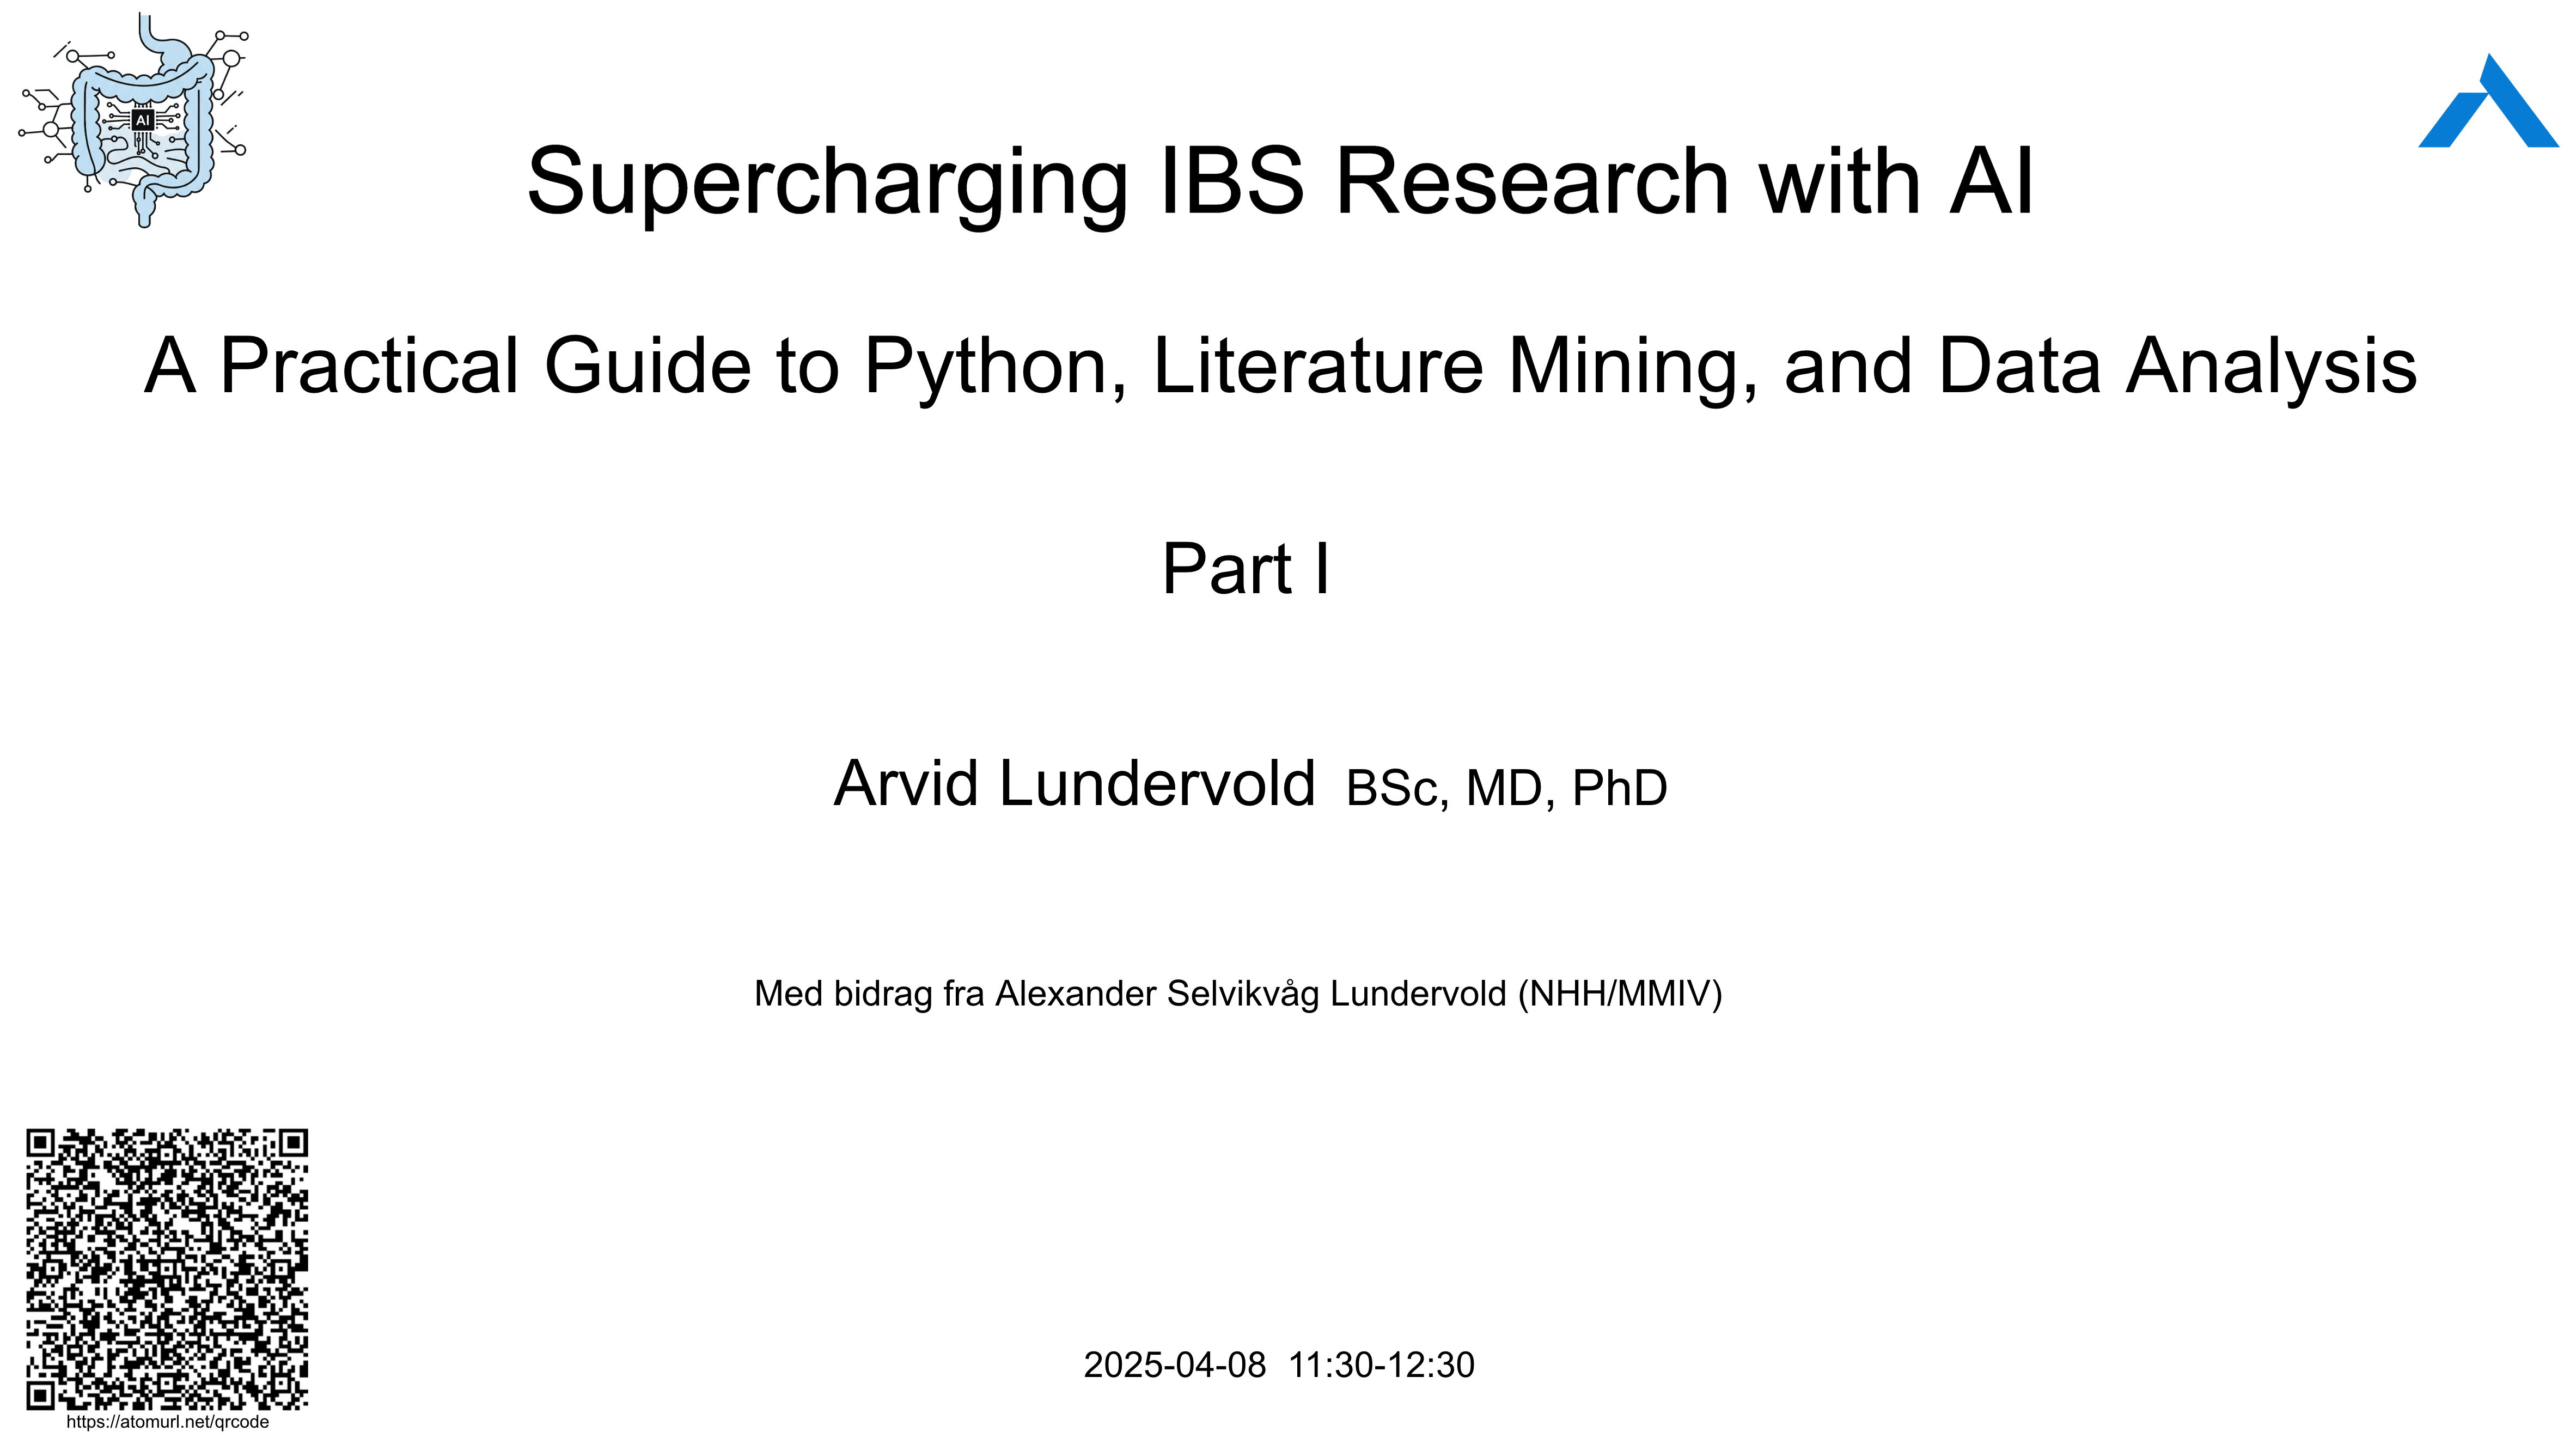 AI
Supercharging IBS Research with AI
A Practical Guide to Python, Literature Mining, and Data Analysis
Part I
Arvid Lundervold BSc, MD, PhD
Med bidrag fra Alexander Selvikvåg Lundervold (NHH/MMIV)
2025-04-08 11:30-12:30
https://atomurl.net/qrcode